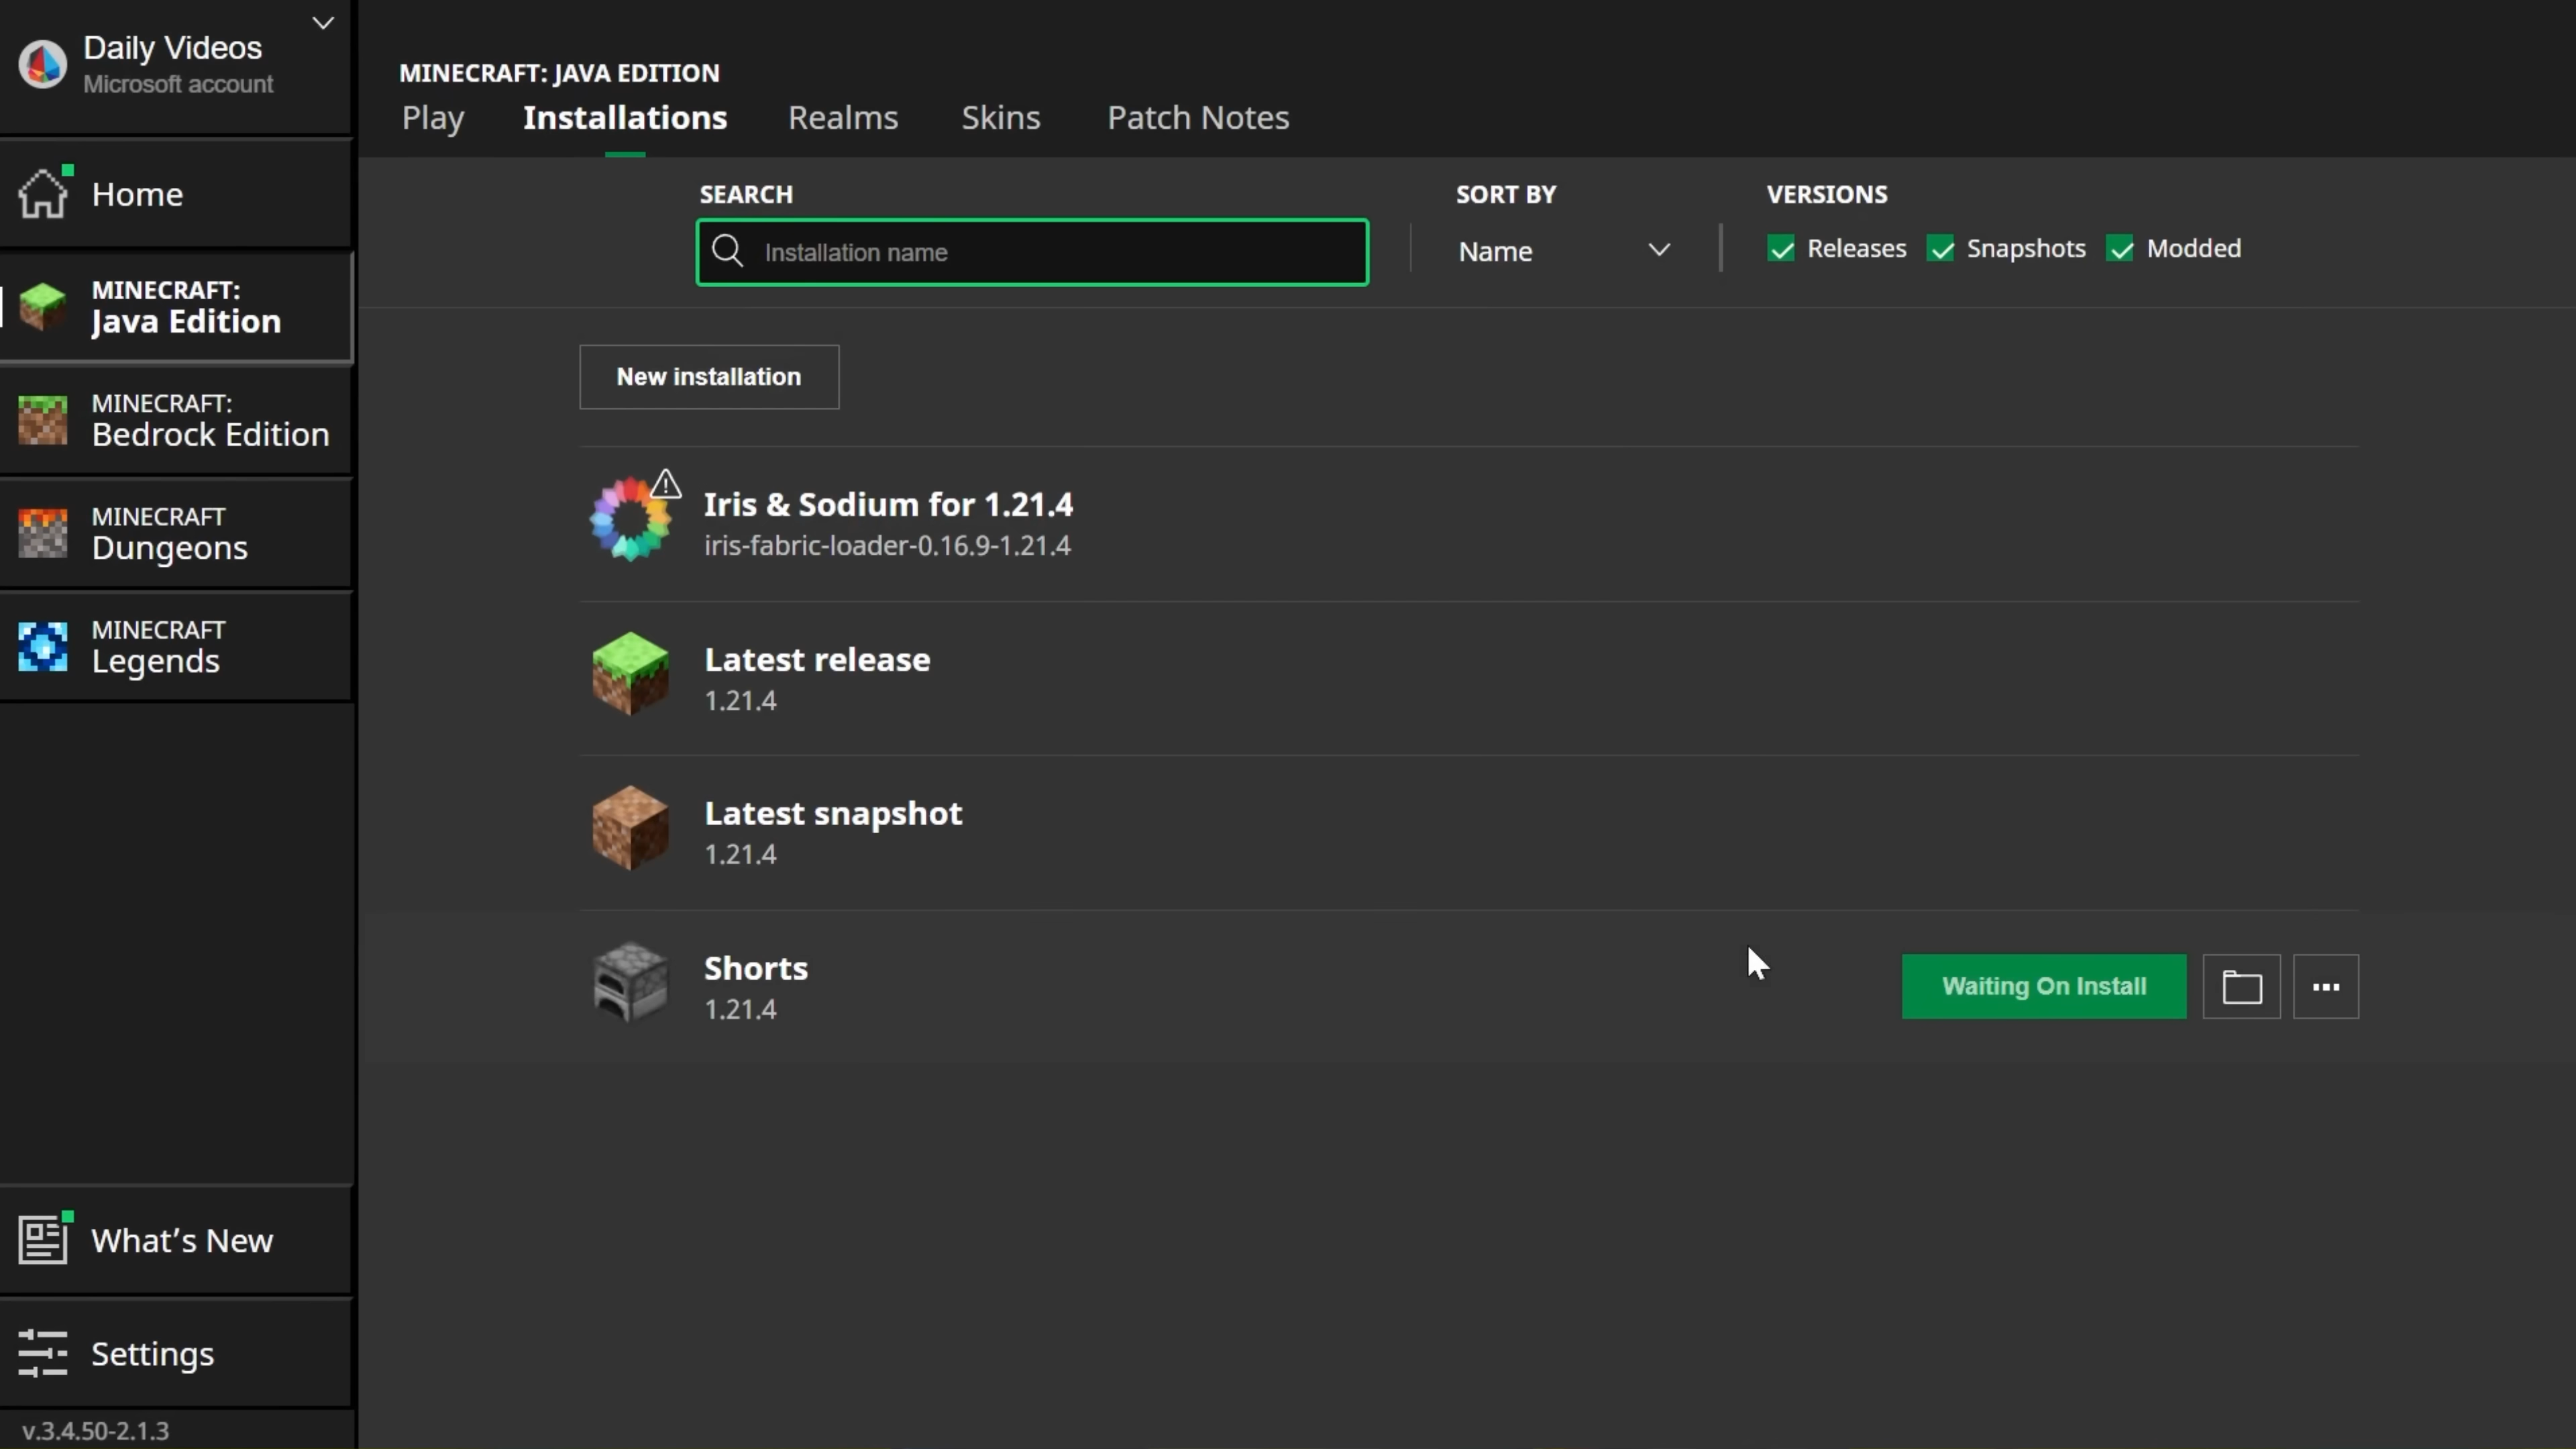 Daily Videos
Microsoft account
Home
MINECRAFT:
Java Edition
MINECRAFT:
Bedrock Edition
MINECRAFT
Dungeons
MINECRAFT
Legends
What's New
Settings
v.3.4.50-2.1.3
MINECRAFT: JAVA EDITION
Play Installations Realms Skins Patch Notes
SEARCH SORT BY VERSIONS
Installation name Name Releases Snapshots Modded
New installation
Iris & Sodium for 1.21.4
iris-fabric-loader-0.16.9-1.21.4
Latest release
1.21.4
Latest snapshot
1.21.4
Shorts
1.21.4
Waiting On Install